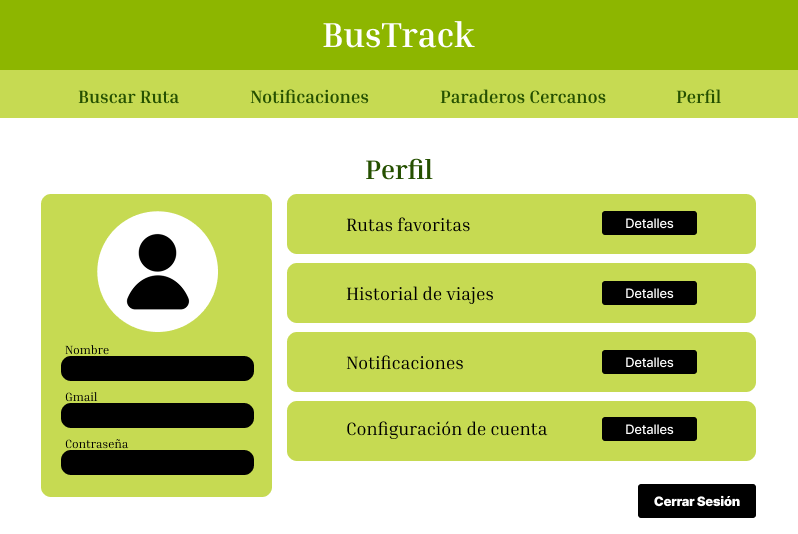 BusTrack
Buscar Ruta Notificaciones Paraderos Cercanos Perfil
Perfil
Nombre
Gmail
Contraseña
Rutas favoritas Detalles
Historial de viajes Detalles
Notificaciones Detalles
Configuración de cuenta Detalles
Cerrar Sesión